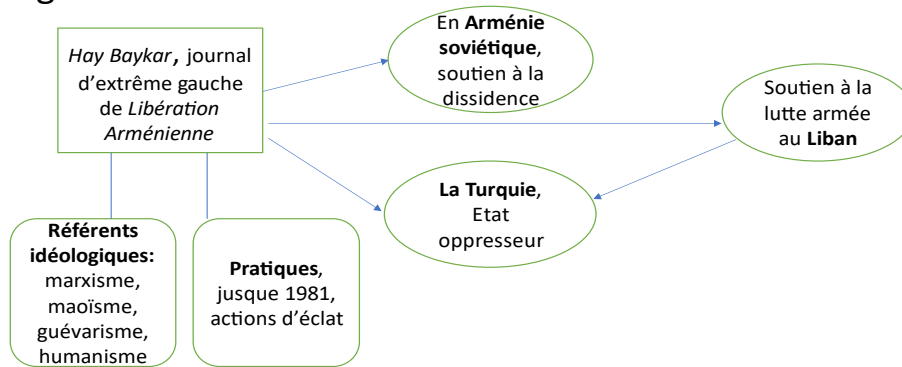 Hay Baykar, journal
d'extrême gauche
de Libération
Arménienne
En Arménie
soviétique,
soutien à la
dissidence
Soutien à la
lutte armée
au Liban
La Turquie,
Etat
oppresseur
Référents
idéologiques:
marxisme,
maoïsme,
guévarisme,
humanisme
Pratiques,
jusque 1981,
actions d'éclat